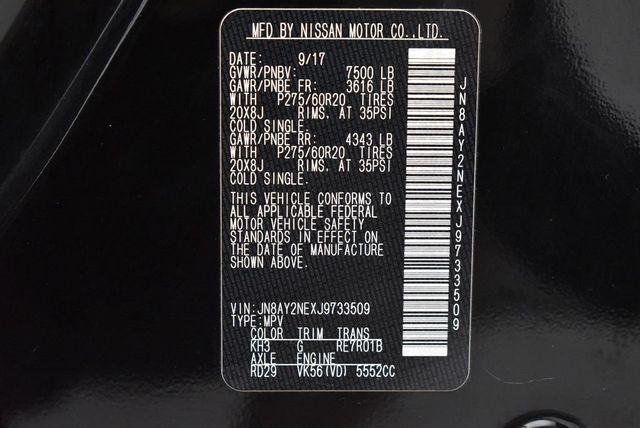 MFD BY NISSAN MOTOR CO.,LTD.
DATE: 9/17
GVWR/PNBV: 7500 LB
GAWR/PNBE FR: 3616 LB
WITH P275/60R20 TIRES
20X8J RIMS. AT 35PSI
COLD SINGLE.
GAWR/PNBE RR: 4343 LB
WITH P275/60R20 TIRES
20X8J RIMS. AT 35PSI
COLD SINGLE.
THIS VEHICLE CONFORMS TO
ALL APPLICABLE FEDERAL
MOTOR VEHICLE SAFETY
STANDARDS IN EFFECT ON
THE DATE OF MANUFACTURE
SHOWN ABOVE.
VIN:JN8AY2NEXJ9733509
TYPE:MPV
COLOR TRIM TRANS
KH3 G RE7R01B
AXLE ENGINE
RD29 VK56(VD) 5552CC
JN8AY2NEXJ9733509